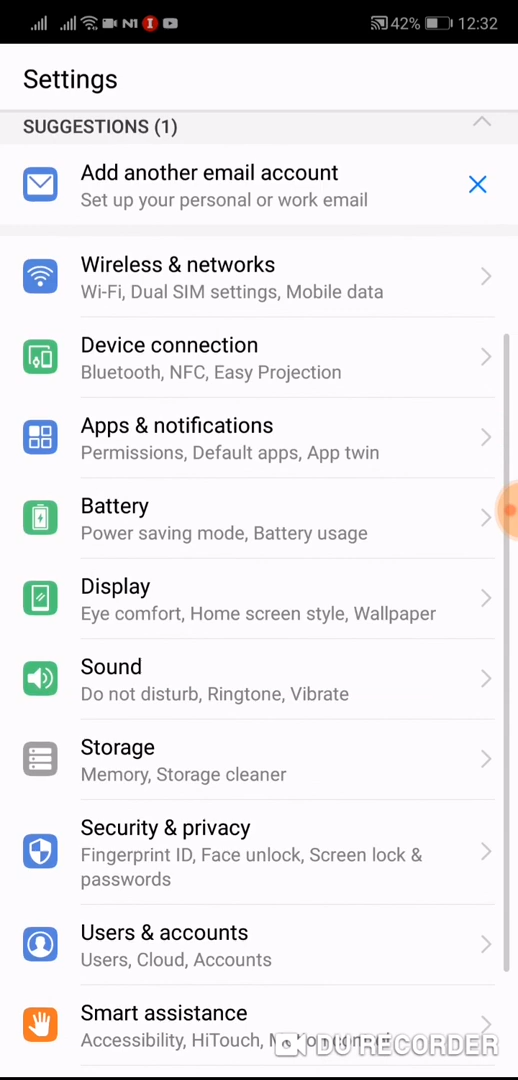 42% 12:32
Settings
SUGGESTIONS (1)
Add another email account
Set up your personal or work email
Wireless & networks
Wi-Fi, Dual SIM settings, Mobile data
Device connection
Bluetooth, NFC, Easy Projection
Apps & notifications
Permissions, Default apps, App twin
Battery
Power saving mode, Battery usage
Display
Eye comfort, Home screen style, Wallpaper
Sound
Do not disturb, Ringtone, Vibrate
Storage
Memory, Storage cleaner
Security & privacy
Fingerprint ID, Face unlock, Screen lock &
passwords
Users & accounts
Users, Cloud, Accounts
Smart assistance
Accessibility, HiTouch,
DU RECORDER